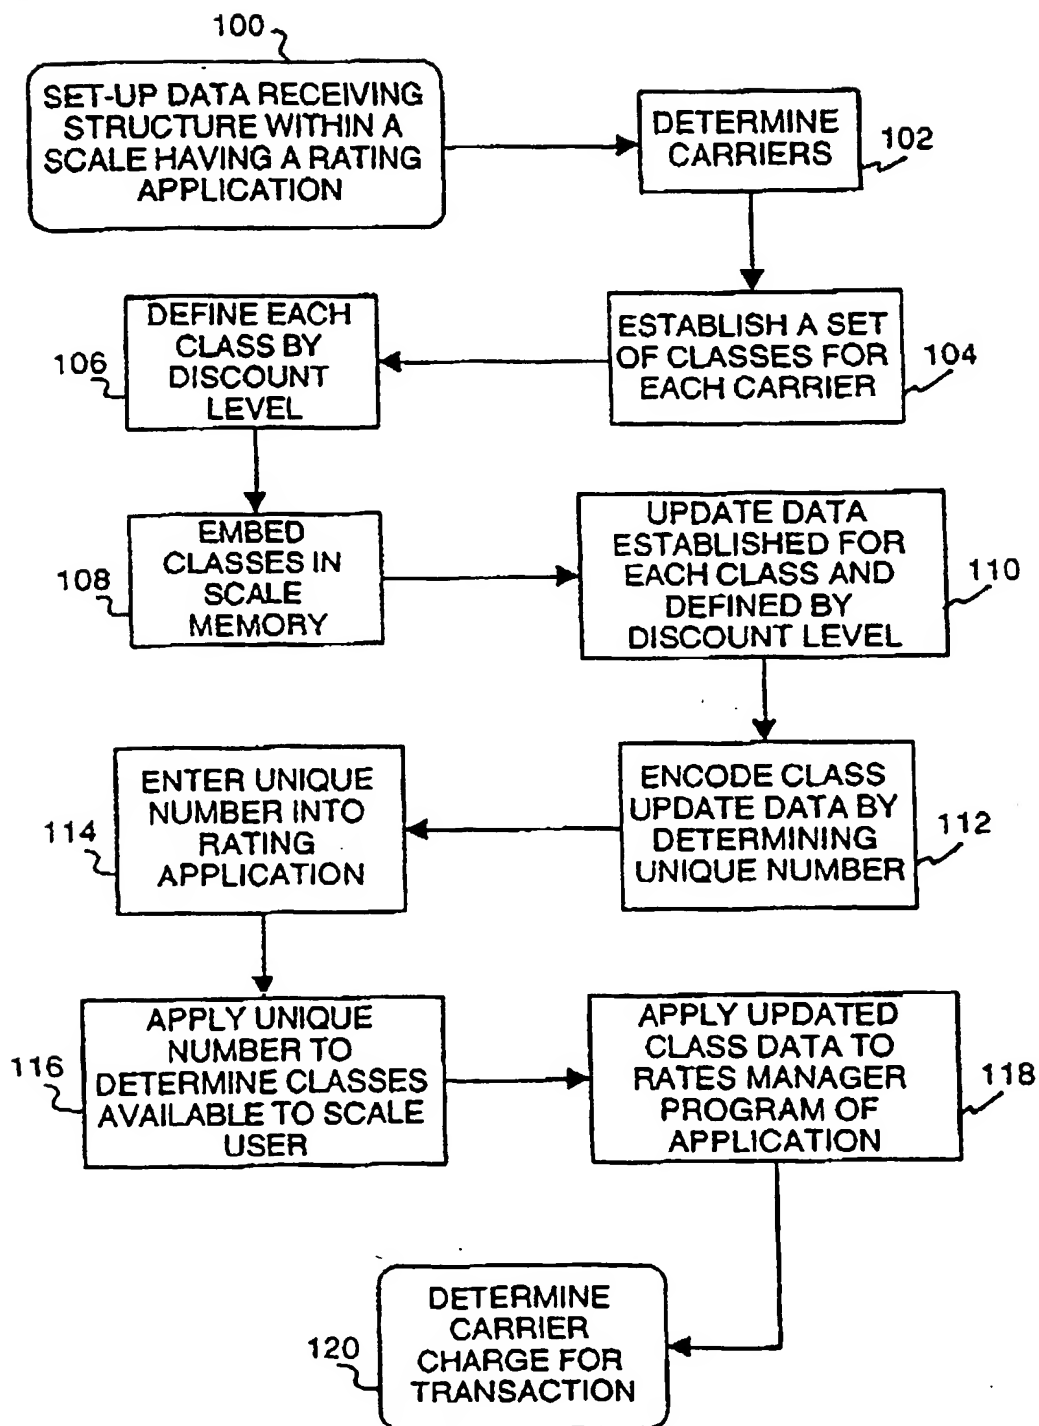 100
SET-UP DATA RECEIVING
STRUCTURE WITHIN A
SCALE HAVING A RATING
APPLICATION
DETERMINE
CARRIERS
102
DEFINE EACH
CLASS BY
DISCOUNT
LEVEL
106
ESTABLISH A SET
OF CLASSES FOR
EACH CARRIER
104
EMBED
CLASSES IN
SCALE
MEMORY
108
UPDATE DATA
ESTABLISHED FOR
EACH CLASS AND
DEFINED BY
DISCOUNT LEVEL
110
ENTER UNIQUE
NUMBER INTO
RATING
APPLICATION
114
ENCODE CLASS
UPDATE DATA BY
DETERMINING
UNIQUE NUMBER
112
APPLY UNIQUE
NUMBER TO
DETERMINE CLASSES
AVAILABLE TO SCALE
USER
116
APPLY UPDATED
CLASS DATA TO
RATES MANAGER
PROGRAM OF
APPLICATION
118
DETERMINE
CARRIER
CHARGE FOR
TRANSACTION
120